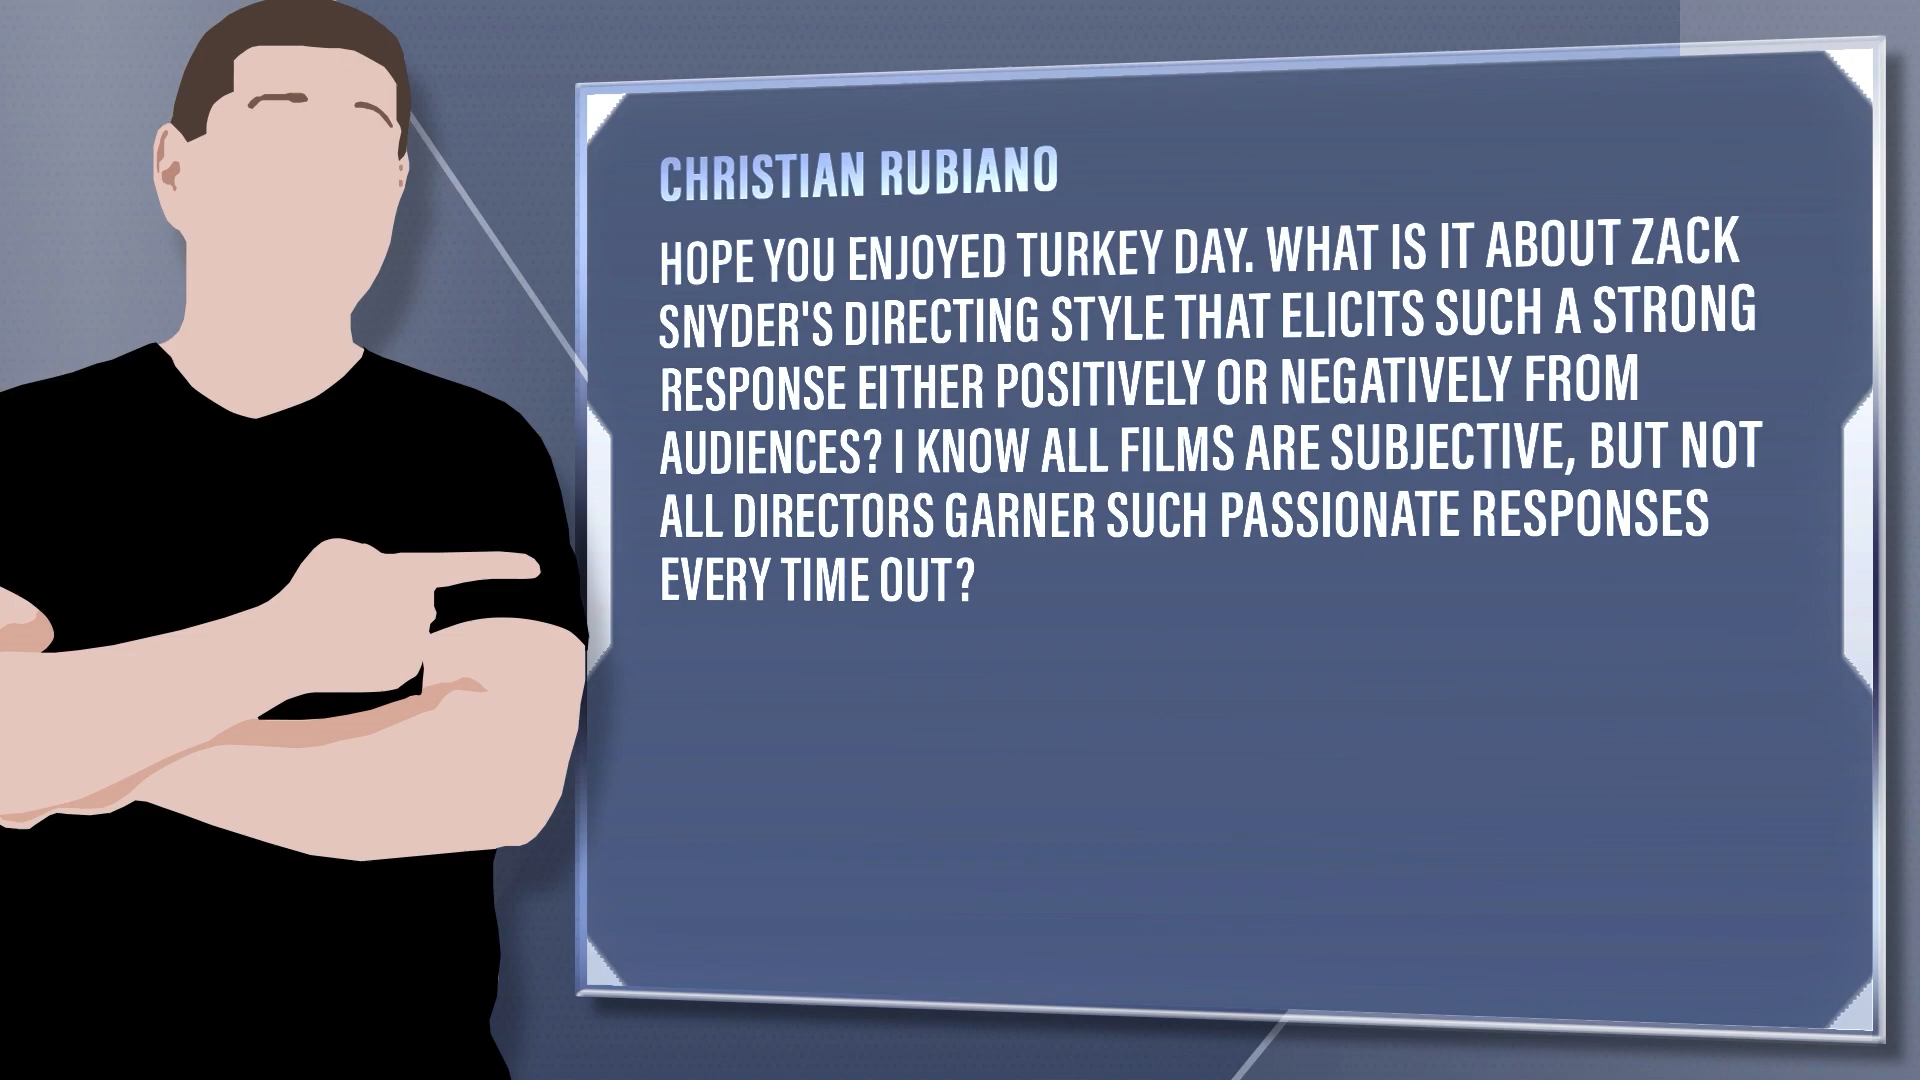 CHRISTIAN RUBIANO
HOPE YOU ENJOYED TURKEY DAY. WHAT IS IT ABOUT ZACK
SNYDER'S DIRECTING STYLE THAT ELICITS SUCH A STRONG
RESPONSE EITHER POSITIVELY OR NEGATIVELY FROM
AUDIENCES? I KNOW ALL FILMS ARE SUBJECTIVE, BUT NOT
ALL DIRECTORS GARNER SUCH PASSIONATE RESPONSES
EVERY TIME OUT?